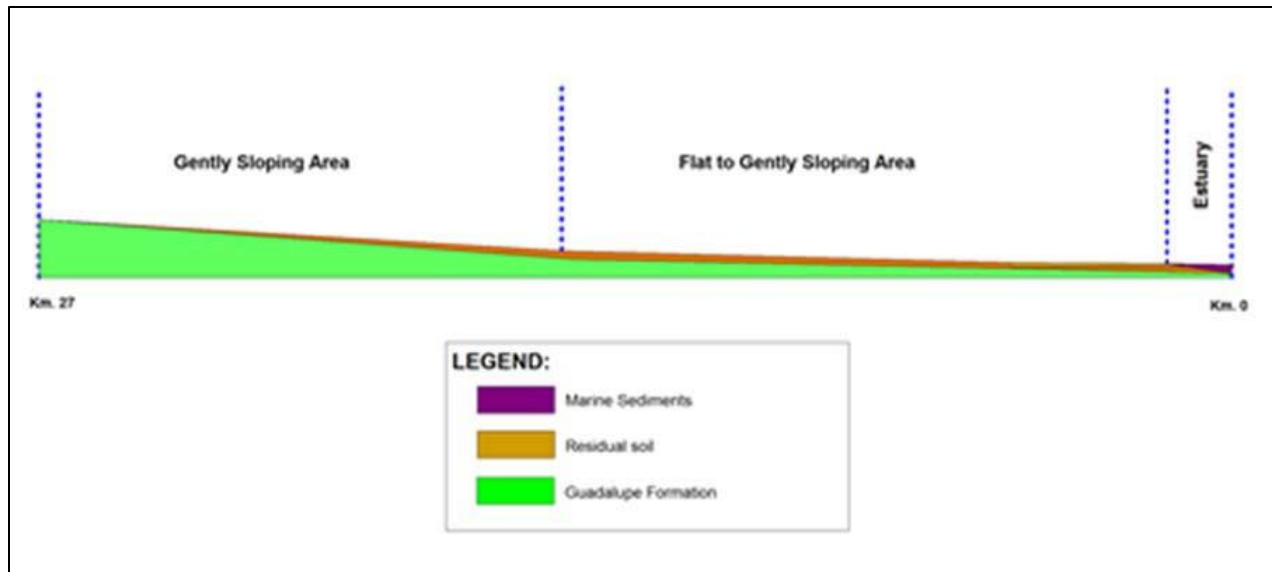 Gently Sloping Area
Flat to Gently Sloping Area
Estuary
Km. 27
Km. 0
LEGEND:
Marine Sediments
Residual soil
Guadalupe Formation